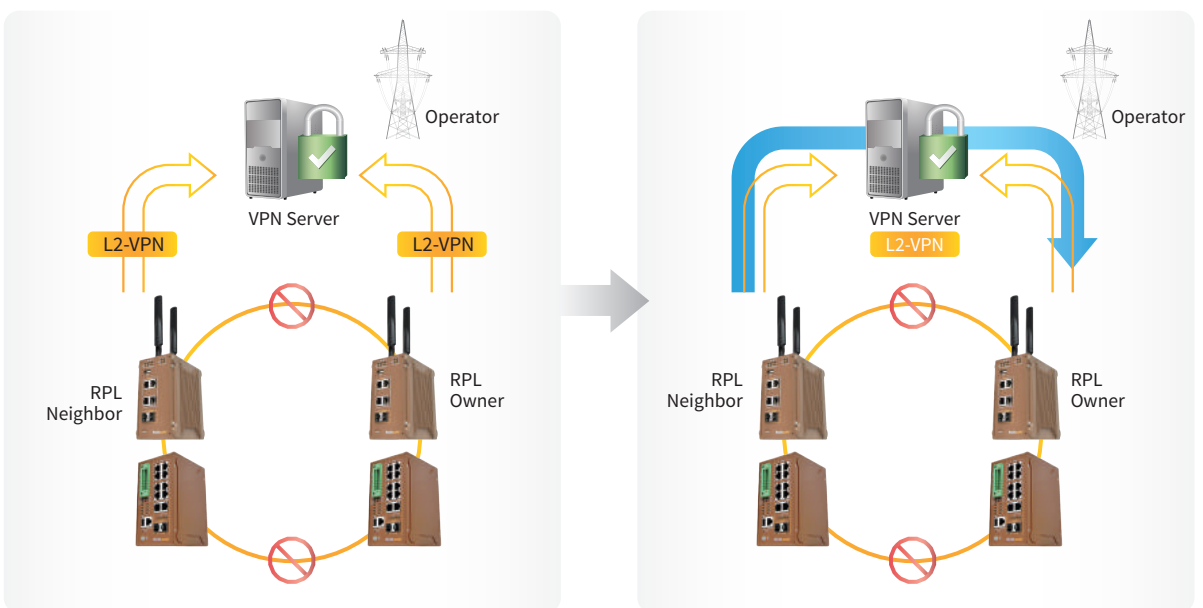 Operator
VPN Server
L2-VPN
L2-VPN
RPL
Neighbor
RPL
Owner
Operator
VPN Server
L2-VPN
RPL
Neighbor
RPL
Owner